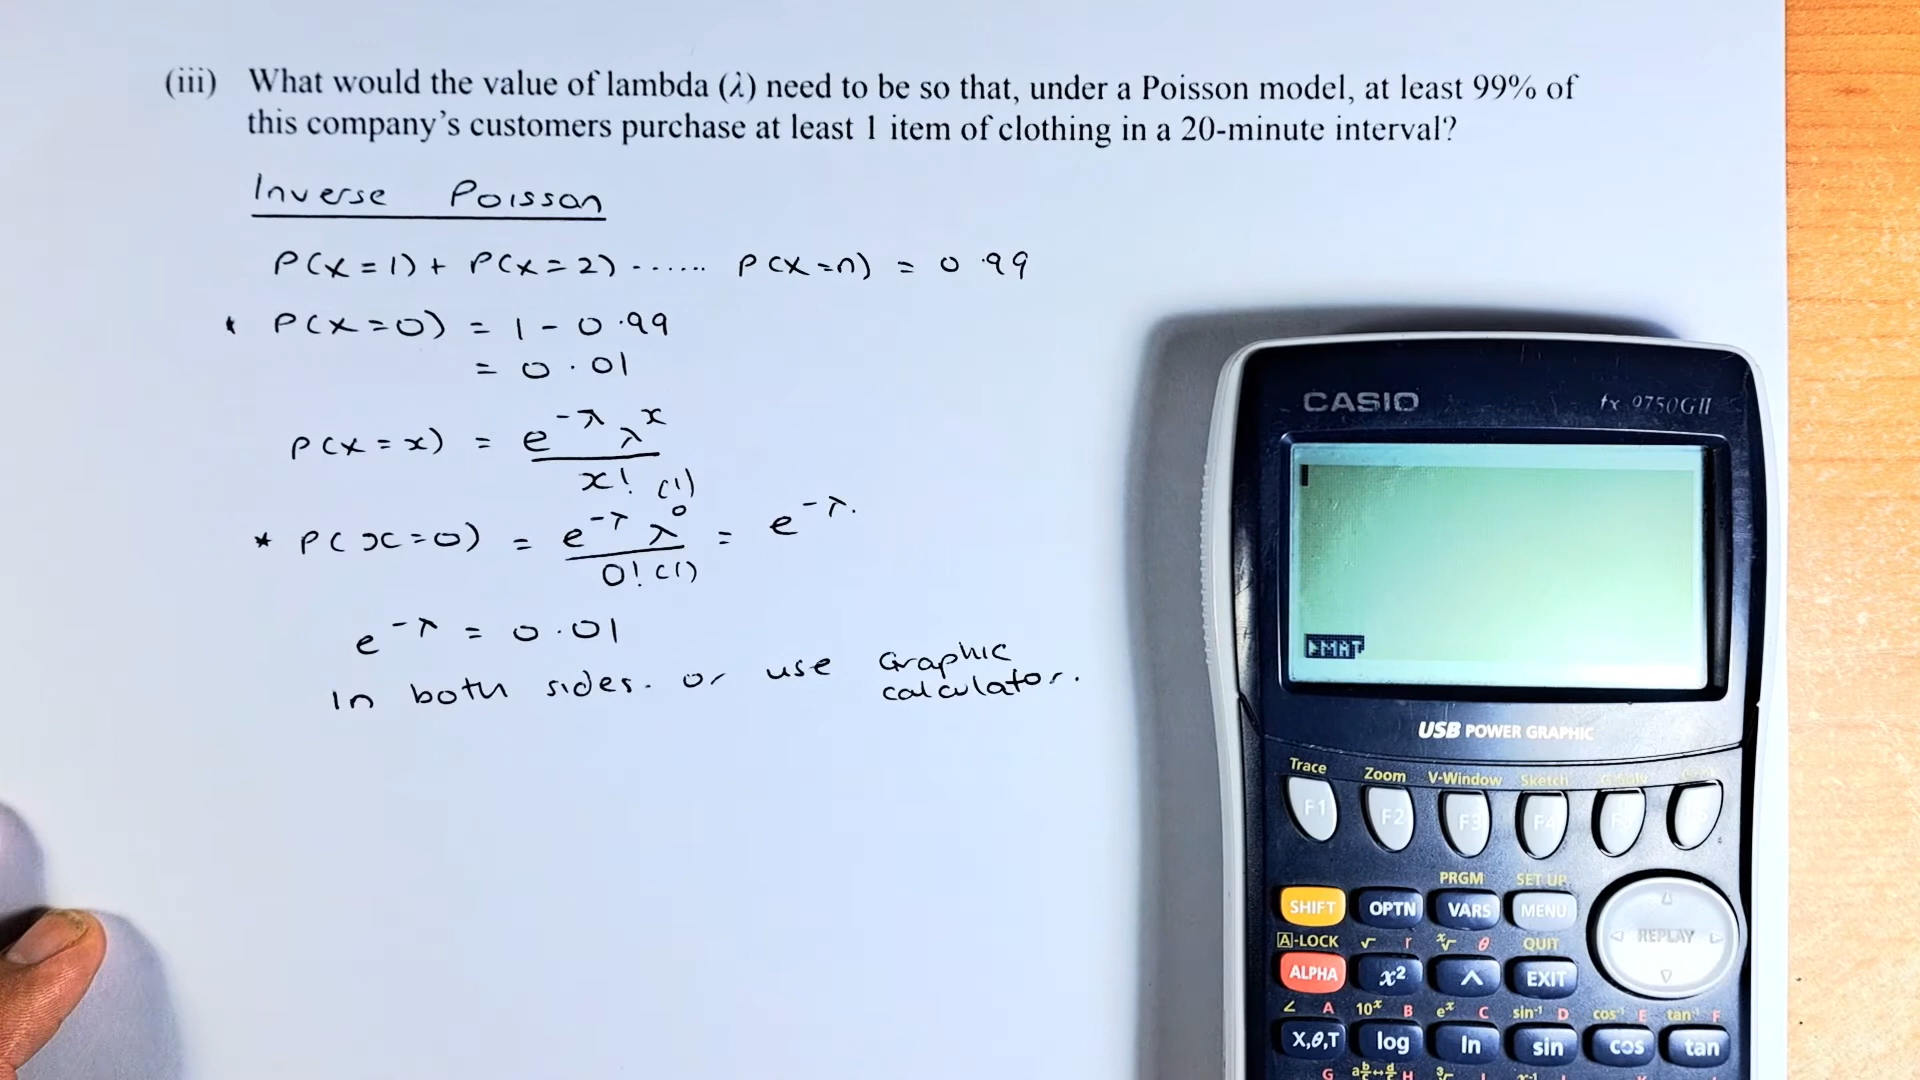 (iii) What would the value of lambda (λ) need to be so that, under a Poisson model, at least 99% of
this company's customers purchase at least 1 item of clothing in a 20-minute interval?
Inverse Poisson
P(X=1) + P(X=2) ...... P(X=n) = 0.99
* P(X=0) = 1 - 0.99
= 0.01
P(X=x) = e^-λ λ^x
x! (1)
* P(x=0) = e^-λ λ^0 = e^-λ.
0! (1)
e^-λ = 0.01
ln both sides. or use Graphic
calculator.
CASIO fx 9750GII
▷MAT
USB POWER GRAPHIC
Trace Zoom V-Window Sketch
F1 F2 F3 F4
PRGM SET UP
SHIFT OPTN VARS MENU
REPLAY
A-LOCK √ r ˣ√ θ QUIT
ALPHA x² ^ EXIT
∠ A 10ˣ B eˣ C sin⁻¹ D cos⁻¹ E tan⁻¹ F
X,θ,T log ln sin cos tan
G H